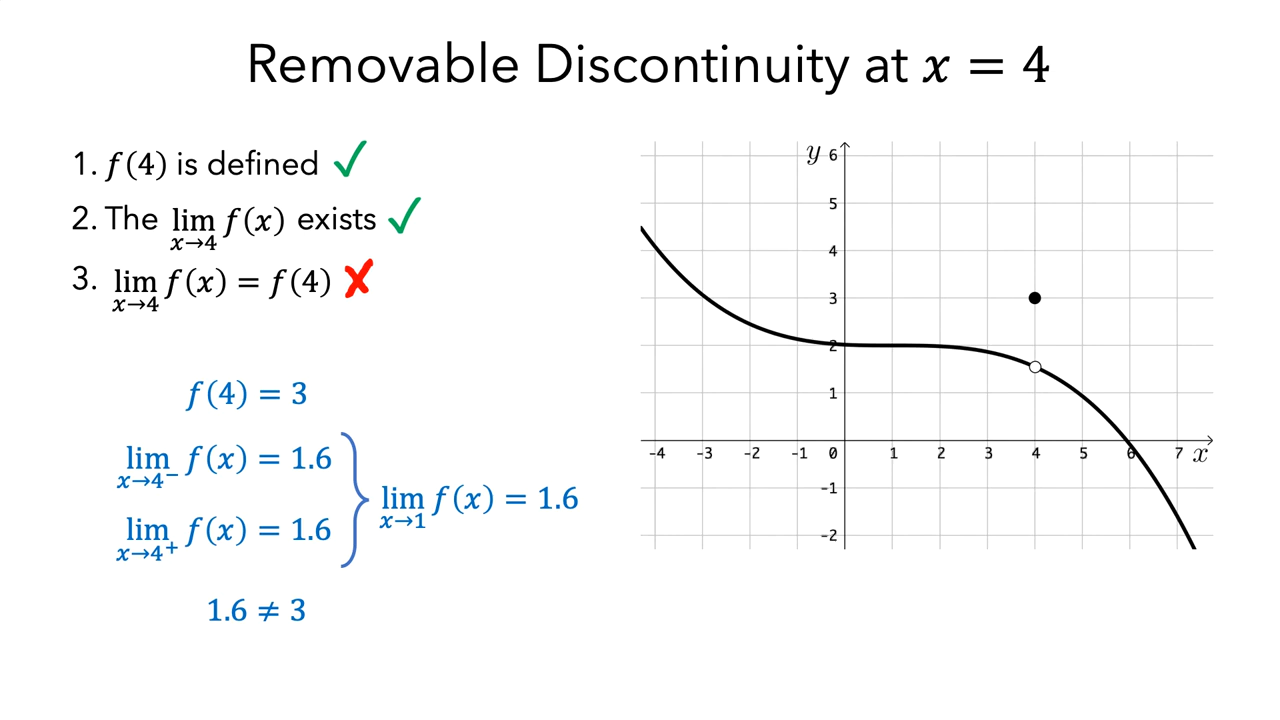 Removable Discontinuity at x = 4
1. f(4) is defined ✓
2. The lim x→4 f(x) exists ✓
3. lim x→4 f(x) = f(4) ✗
f(4) = 3
lim x→4⁻ f(x) = 1.6
lim x→4⁺ f(x) = 1.6
lim x→1 f(x) = 1.6
1.6 ≠ 3
y 6
5
4
3
2
1
-4 -3 -2 -1 0 1 2 3 4 5 6 7 x
-1
-2